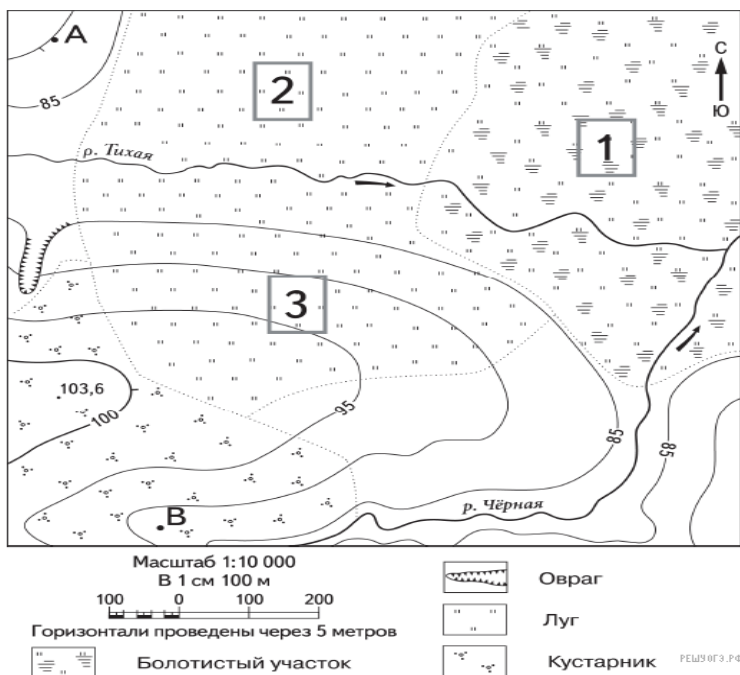 А
С
Ю
2
1
85
р. Тихая
3
103,6
100
95
85
85
В
р. Чёрная
Масштаб 1:10 000
В 1 см 100 м
100 0 100 200
Горизонтали проведены через 5 метров
Болотистый участок
Овраг
Луг
Кустарник
РЕШУОГЭ.РФ